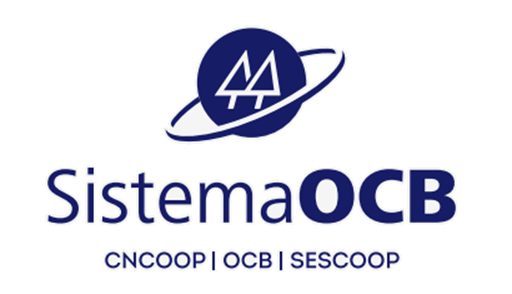 SistemaOCB
CNCOOP | OCB | SESCOOP